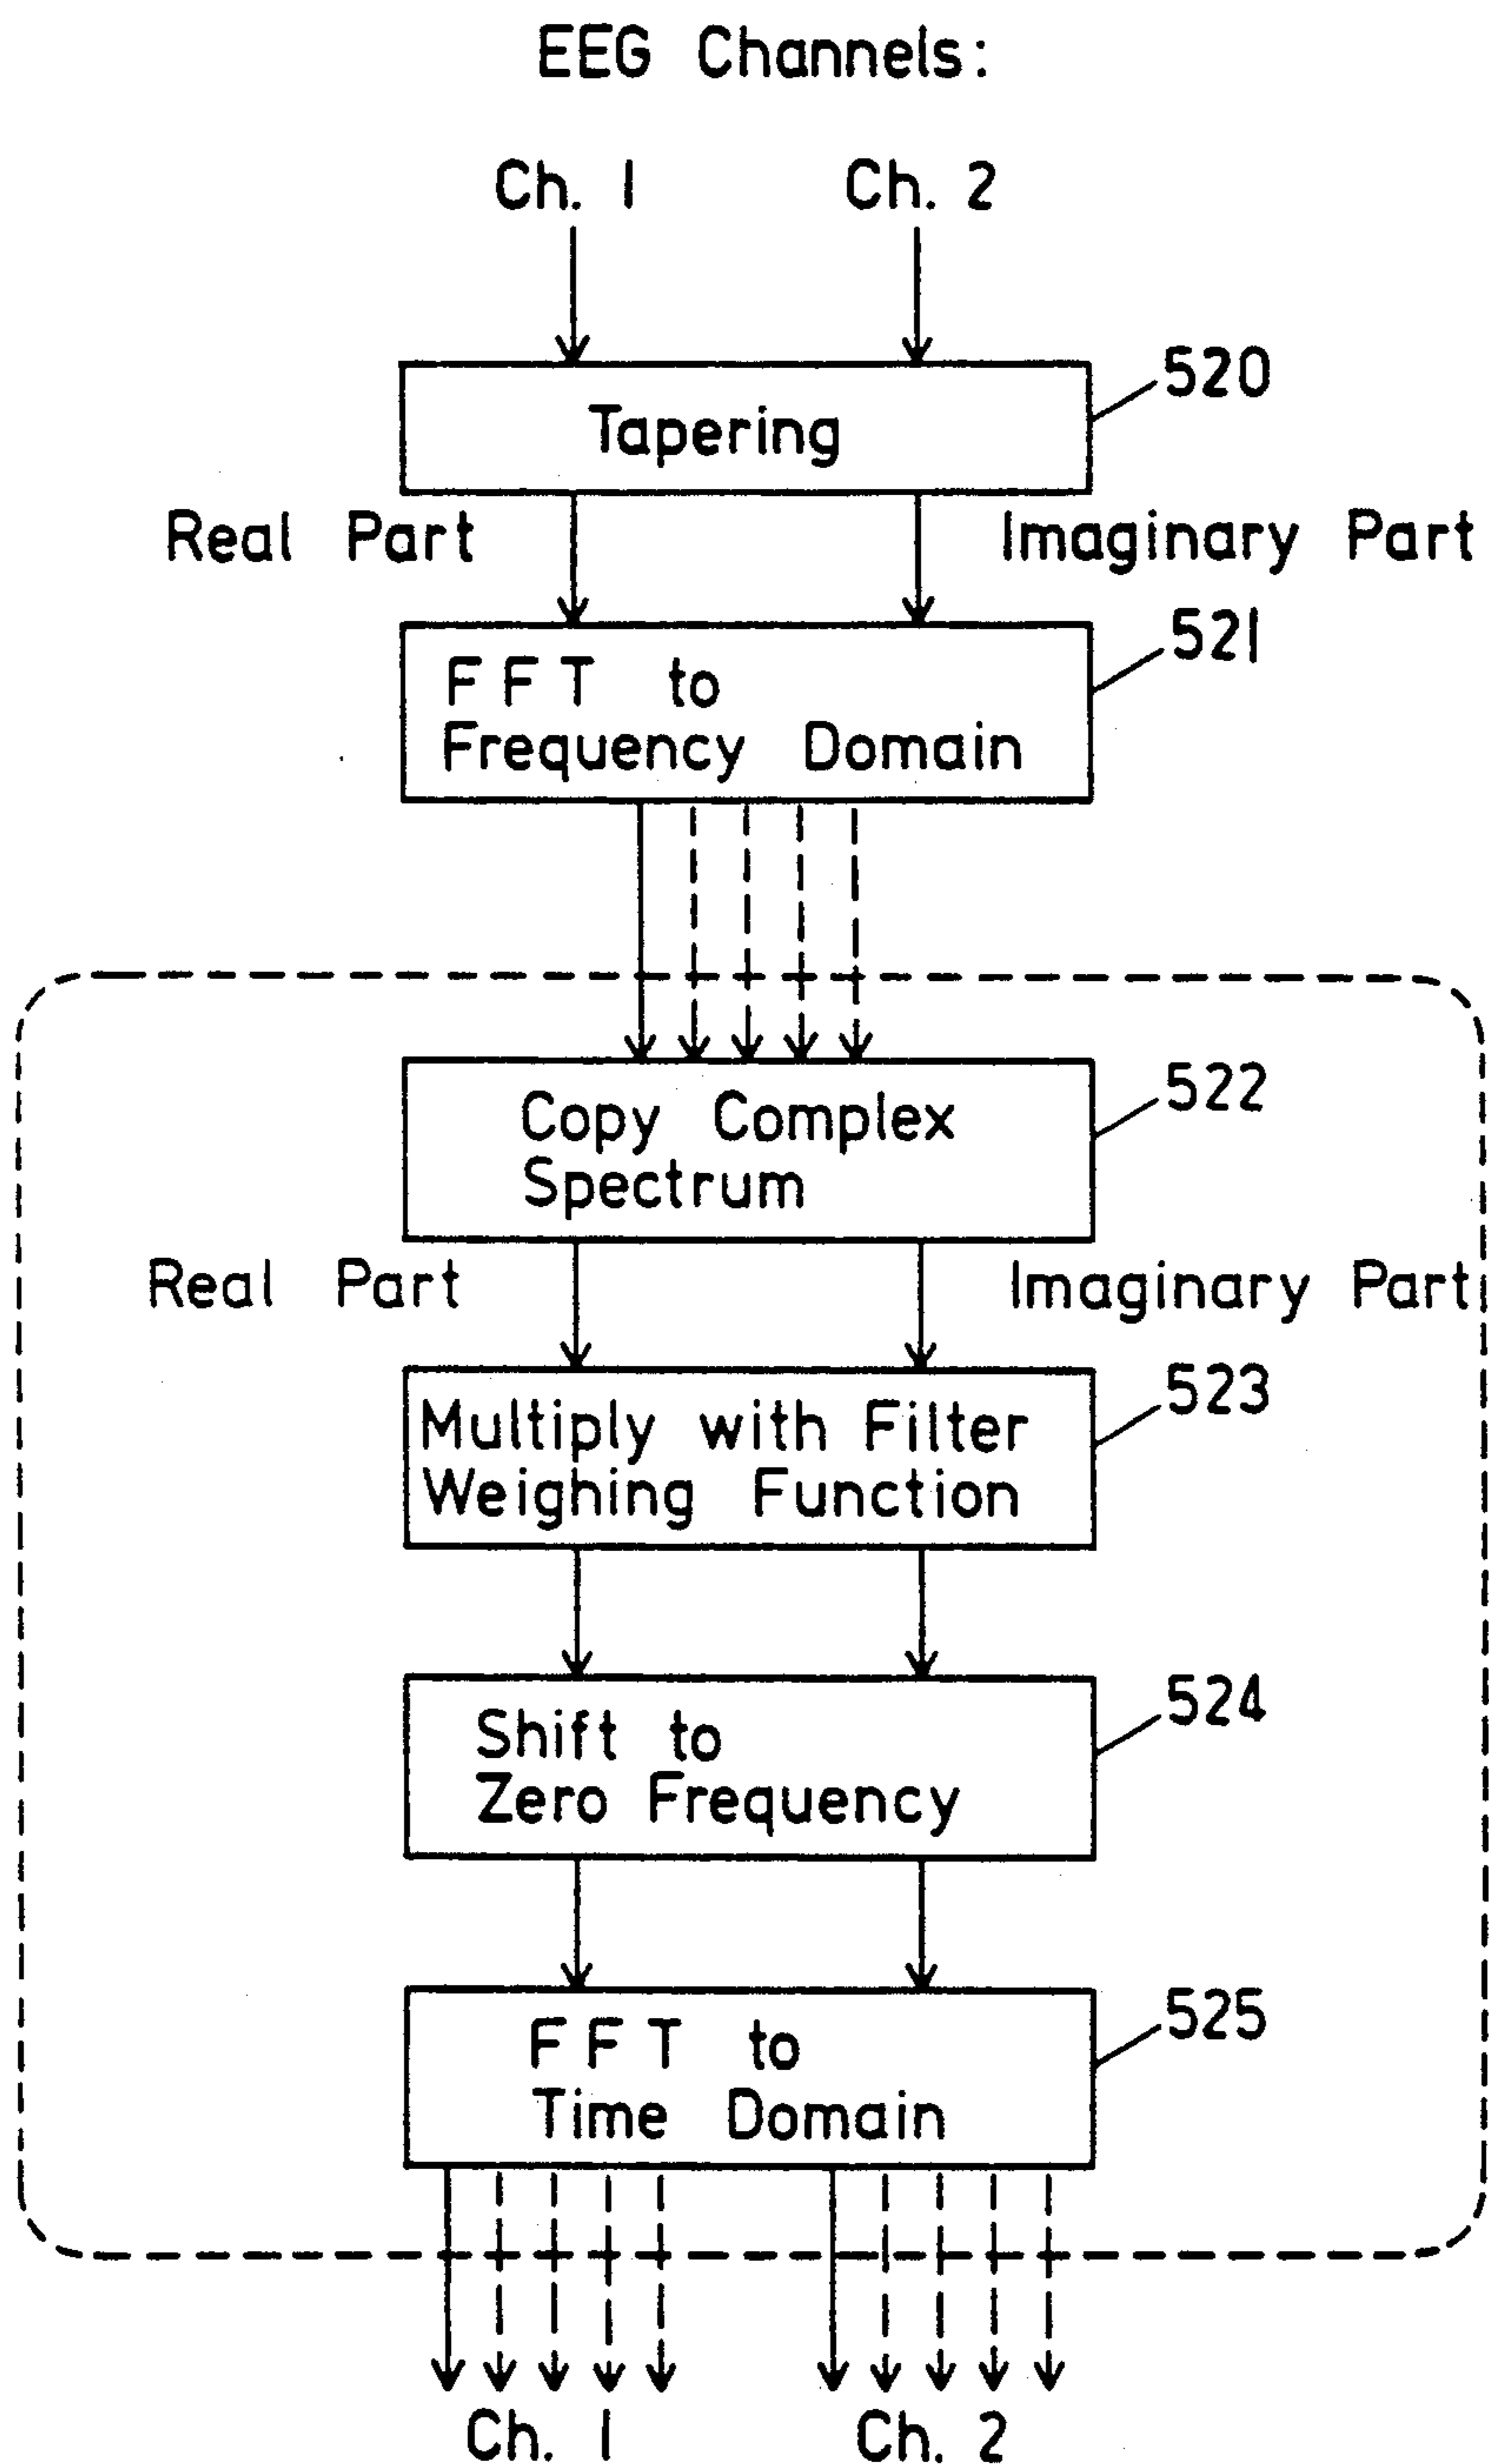 EEG Channels:
Ch. 1 Ch. 2
520
Tapering
Real Part Imaginary Part
521
FFT to
Frequency Domain
522
Copy Complex
Spectrum
Real Part Imaginary Part
523
Multiply with Filter
Weighing Function
524
Shift to
Zero Frequency
525
FFT to
Time Domain
Ch. 1 Ch. 2